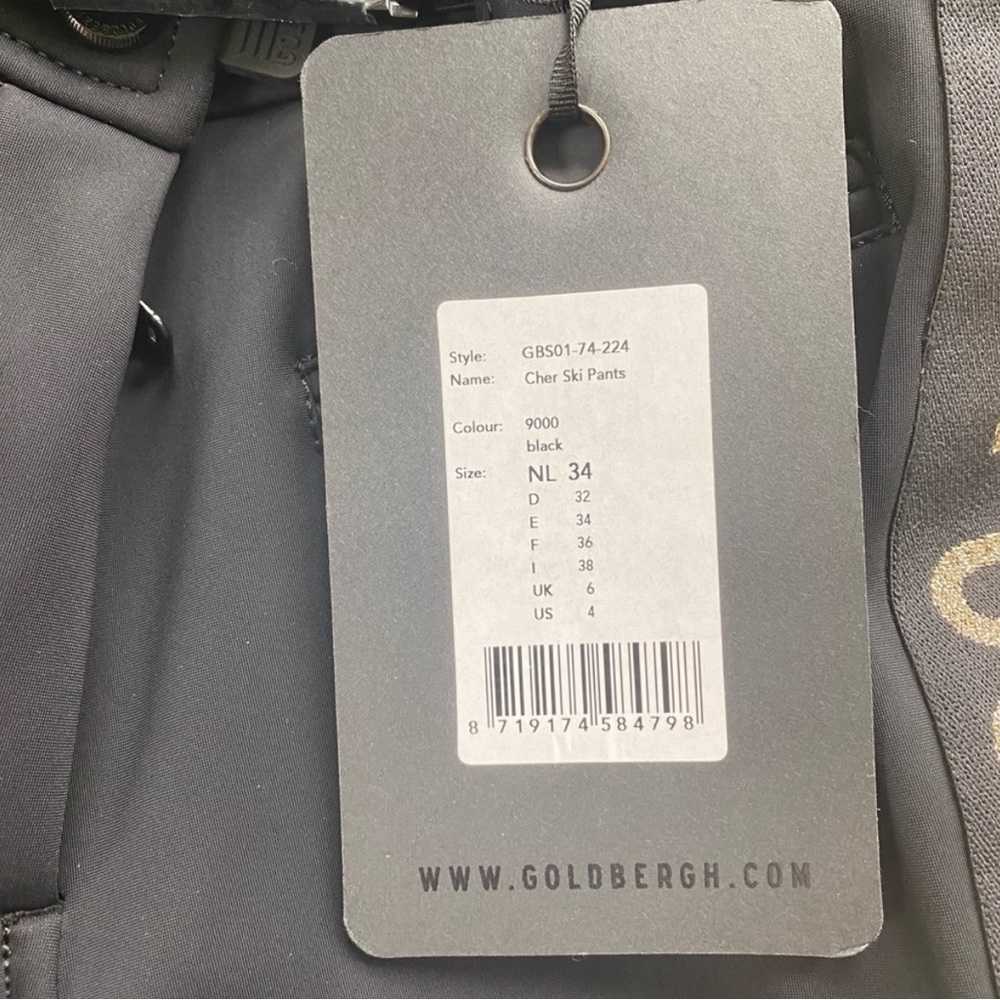 Style: GBS01-74-224
Name: Cher Ski Pants
Colour: 9000
black
Size: NL 34
D 32
E 34
F 36
I 38
UK 6
US 4
8 719174 584798
WWW.GOLDBERGH.COM